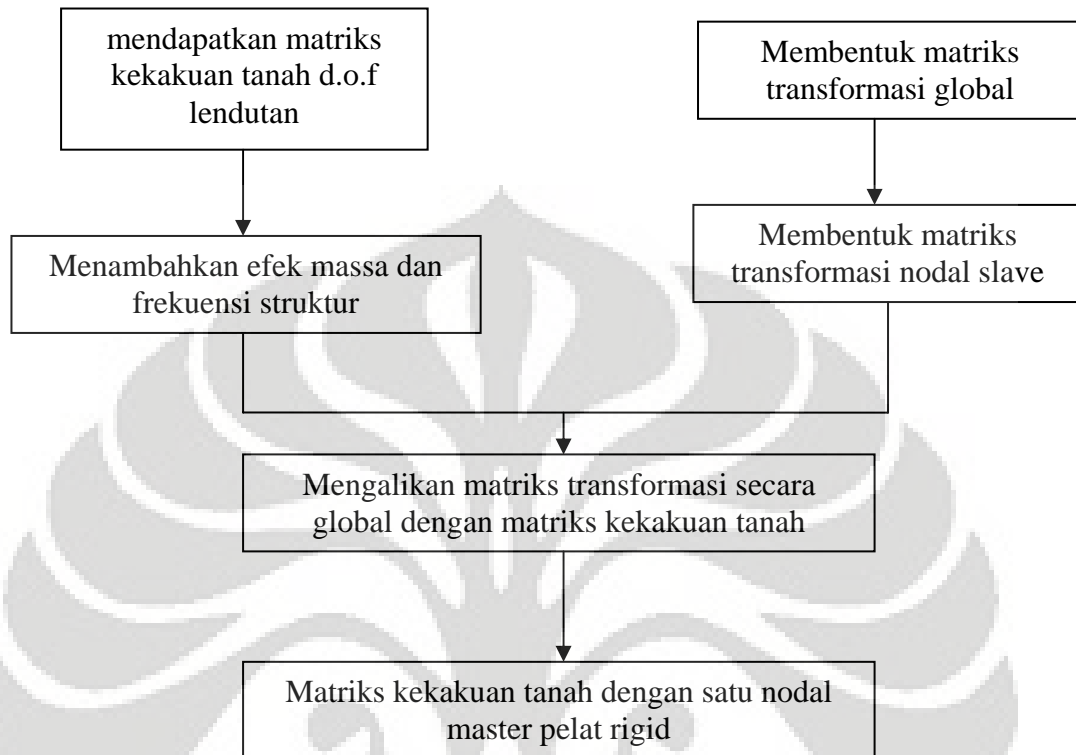 mendapatkan matriks
kekakuan tanah d.o.f
lendutan
Membentuk matriks
transformasi global
Menambahkan efek massa dan
frekuensi struktur
Membentuk matriks
transformasi nodal slave
Mengalikan matriks transformasi secara
global dengan matriks kekakuan tanah
Matriks kekakuan tanah dengan satu nodal
master pelat rigid